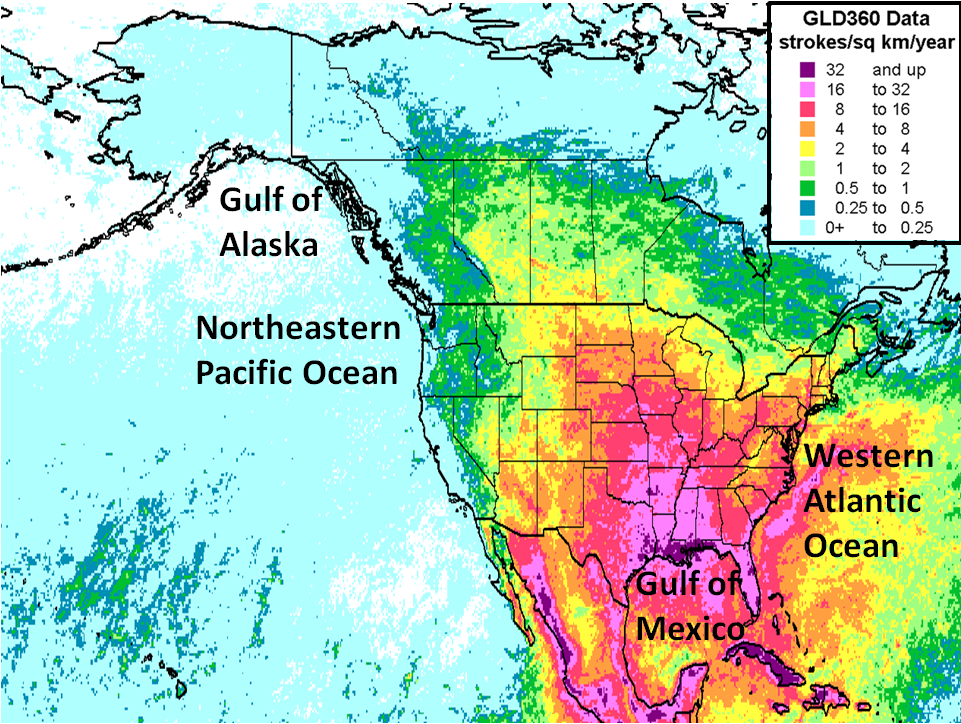 GLD360 Data
strokes/sq km/year
32 and up
16 to 32
8 to 16
4 to 8
2 to 4
1 to 2
0.5 to 1
0.25 to 0.5
0+ to 0.25
Gulf of
Alaska
Northeastern
Pacific Ocean
Western
Atlantic
Ocean
Gulf of
Mexico